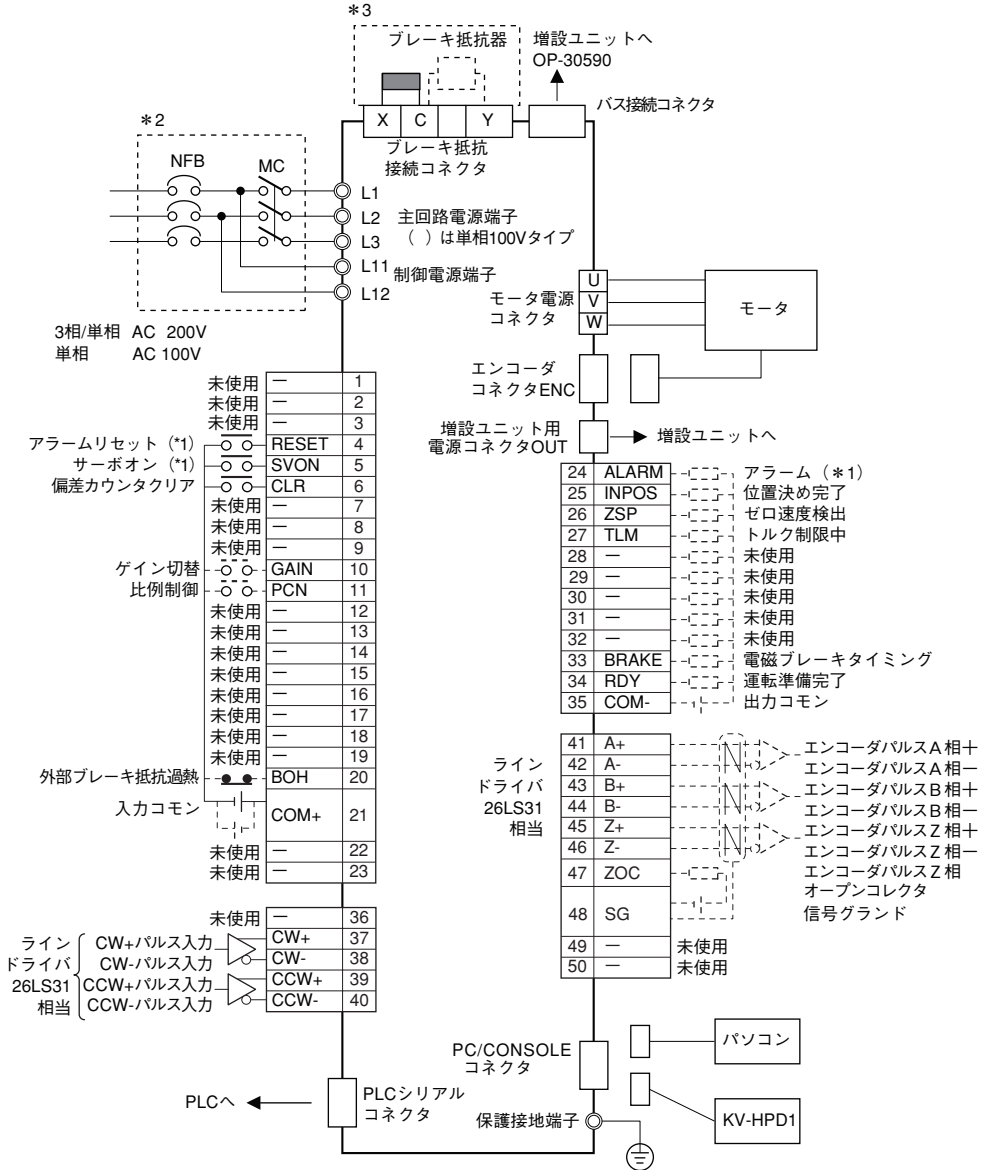 *3
ブレーキ抵抗器
増設ユニットへ
OP-30590
バス接続コネクタ
X C Y
ブレーキ抵抗
接続コネクタ
*2
NFB
MC
L1
L2 主回路電源端子
L3 ( )は単相100Vタイプ
L11 制御電源端子
L12
3相/単相 AC 200V
単相 AC 100V
モータ電源
コネクタ
U
V
W
モータ
エンコーダ
コネクタENC
増設ユニット用
電源コネクタOUT
増設ユニットへ
未使用 ー 1
未使用 ー 2
未使用 ー 3
アラームリセット (*1) RESET 4
サーボオン (*1) SVON 5
偏差カウンタクリア CLR 6
未使用 ー 7
未使用 ー 8
未使用 ー 9
ゲイン切替 GAIN 10
比例制御 PCN 11
未使用 ー 12
未使用 ー 13
未使用 ー 14
未使用 ー 15
未使用 ー 16
未使用 ー 17
未使用 ー 18
未使用 ー 19
外部ブレーキ抵抗過熱 BOH 20
入力コモン COM+ 21
未使用 ー 22
未使用 ー 23
24 ALARM アラーム (*1)
25 INPOS 位置決め完了
26 ZSP ゼロ速度検出
27 TLM トルク制限中
28 ー 未使用
29 ー 未使用
30 ー 未使用
31 ー 未使用
32 ー 未使用
33 BRAKE 電磁ブレーキタイミング
34 RDY 運転準備完了
35 COM- 出力コモン
未使用 ー 36
ライン
ドライバ
26LS31
相当
CW+パルス入力 CW+ 37
CW-パルス入力 CW- 38
CCW+パルス入力 CCW+ 39
CCW-パルス入力 CCW- 40
ライン
ドライバ
26LS31
相当
41 A+ エンコーダパルスA相+
42 A- エンコーダパルスA相ー
43 B+ エンコーダパルスB相+
44 B- エンコーダパルスB相ー
45 Z+ エンコーダパルスZ相+
46 Z- エンコーダパルスZ相ー
47 ZOC エンコーダパルスZ相
オープンコレクタ
48 SG 信号グランド
49 ー 未使用
50 ー 未使用
PC/CONSOLE
コネクタ
パソコン
KV-HPD1
PLCへ
PLCシリアル
コネクタ
保護接地端子